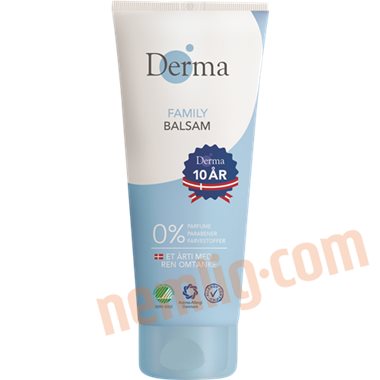 Derma
FAMILY
BALSAM
Derma
10 ÅR
0%
PARFUME
PARABENER
FARVESTOFFER
ET ÅRTI MED
REN OMTANKE
nemlig.com